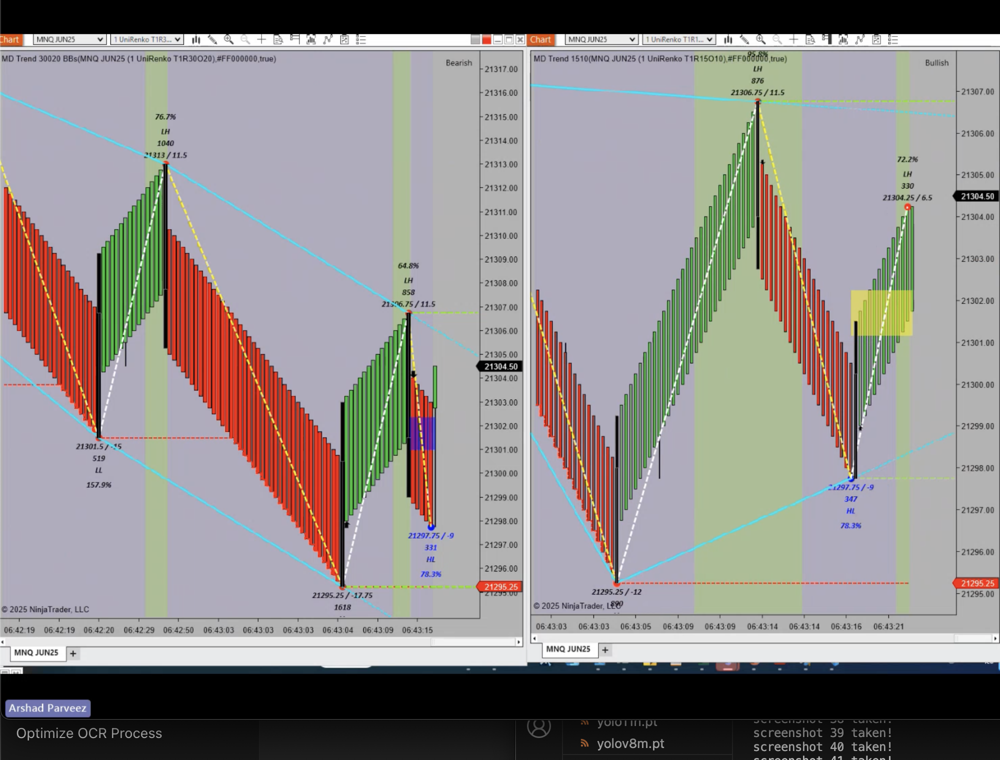 Chart
MNQ JUN25
1 UniRenko T1R3...
MD Trend 30020 BBs(MNQ JUN25 (1 UniRenko T1R30O20),#FF000000,true)
Bearish
76.7%
LH
1040
21313 / 11.5
64.8%
LH
858
21306.75 / 11.5
21301.5 / -15
519
LL
157.9%
21297.75 / -9
331
HL
78.3%
21295.25 / -17.75
1618
21317.00
21316.00
21315.00
21314.00
21313.00
21312.00
21311.00
21310.00
21309.00
21308.00
21307.00
21306.00
21305.00
21304.50
21304.00
21303.00
21302.00
21301.00
21300.00
21299.00
21298.00
21297.00
21296.00
21295.25
© 2025 NinjaTrader, LLC
06:42:19 06:42:19 06:42:20 06:42:29 06:42:50 06:43:03 06:43:03 06:43:03 06:43:04 06:43:09 06:43:15
MNQ JUN25 +
Chart
MNQ JUN25
1 UniRenko T1R1...
MD Trend 1510(MNQ JUN25 (1 UniRenko T1R15O10),#FF000000,true)
Bullish
LH
876
21306.75 / 11.5
72.2%
LH
330
21304.25 / 6.5
21297.75 / -9
347
HL
78.3%
21295.25 / -12
21307.00
21306.00
21305.00
21304.50
21304.00
21303.00
21302.00
21301.00
21300.00
21299.00
21298.00
21297.00
21296.00
21295.25
21295.00
© 2025 NinjaTrader, LLC
06:43:03 06:43:03 06:43:05 06:43:09 06:43:09 06:43:14 06:43:14 06:43:16 06:43:21
MNQ JUN25 +
Arshad Parveez
Optimize OCR Process
yolo11n.pt
yolov8m.pt
screenshot 39 taken!
screenshot 40 taken!